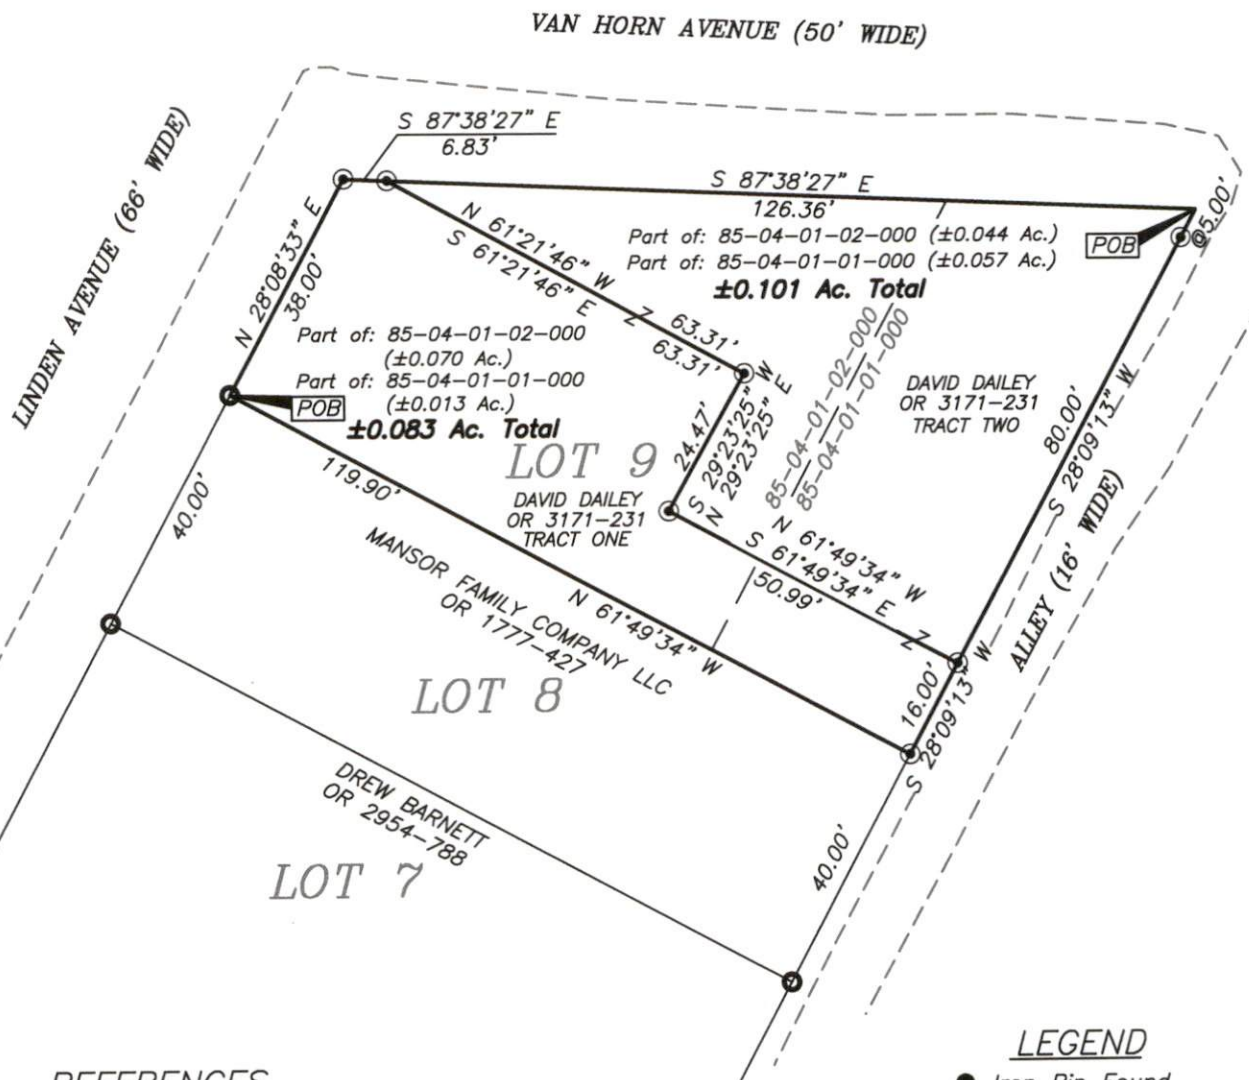 VAN HORN AVENUE (50' WIDE)
LINDEN AVENUE (66' WIDE)
S 87°38'27" E
6.83'
S 87°38'27" E
126.36'
@5.00'
POB
Part of: 85-04-01-02-000 (±0.044 Ac.)
Part of: 85-04-01-01-000 (±0.057 Ac.)
±0.101 Ac. Total
N 61°21'46" W
S 61°21'46" E
63.31'
63.31'
N 28°08'33" E
38.00'
Part of: 85-04-01-02-000
(±0.070 Ac.)
Part of: 85-04-01-01-000
(±0.013 Ac.)
±0.083 Ac. Total
POB
85-04-01-02-000
85-04-01-01-000
DAVID DAILEY
OR 3171-231
TRACT TWO
80.00'
S 28°09'13" W
24.47'
S 29°23'25" W
N 29°23'25" E
LOT 9
DAVID DAILEY
OR 3171-231
TRACT ONE
119.90'
N 61°49'34" W
N 61°49'34" W
S 61°49'34" E
50.99'
ALLEY (16' WIDE)
40.00'
MANSOR FAMILY COMPANY LLC
OR 1777-427
16.00'
S 28°09'13" W
LOT 8
DREW BARNETT
OR 2954-788
40.00'
LOT 7
LEGEND
Iron Pin Found
REFERENCES